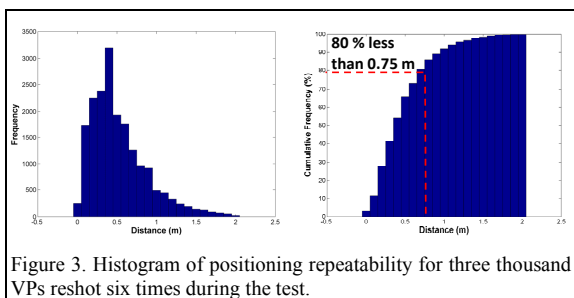 3500
3000
2500
2000
1500
1000
500
0
Frequency
-0.5 0 0.5 1 1.5 2 2.5
Distance (m)
80 % less
than 0.75 m
100
90
80
70
60
50
40
30
20
10
0
Cumulative Frequency (%)
-0.5 0 0.5 1 1.5 2 2.5
Distance (m)
Figure 3. Histogram of positioning repeatability for three thousand
VPs reshot six times during the test.